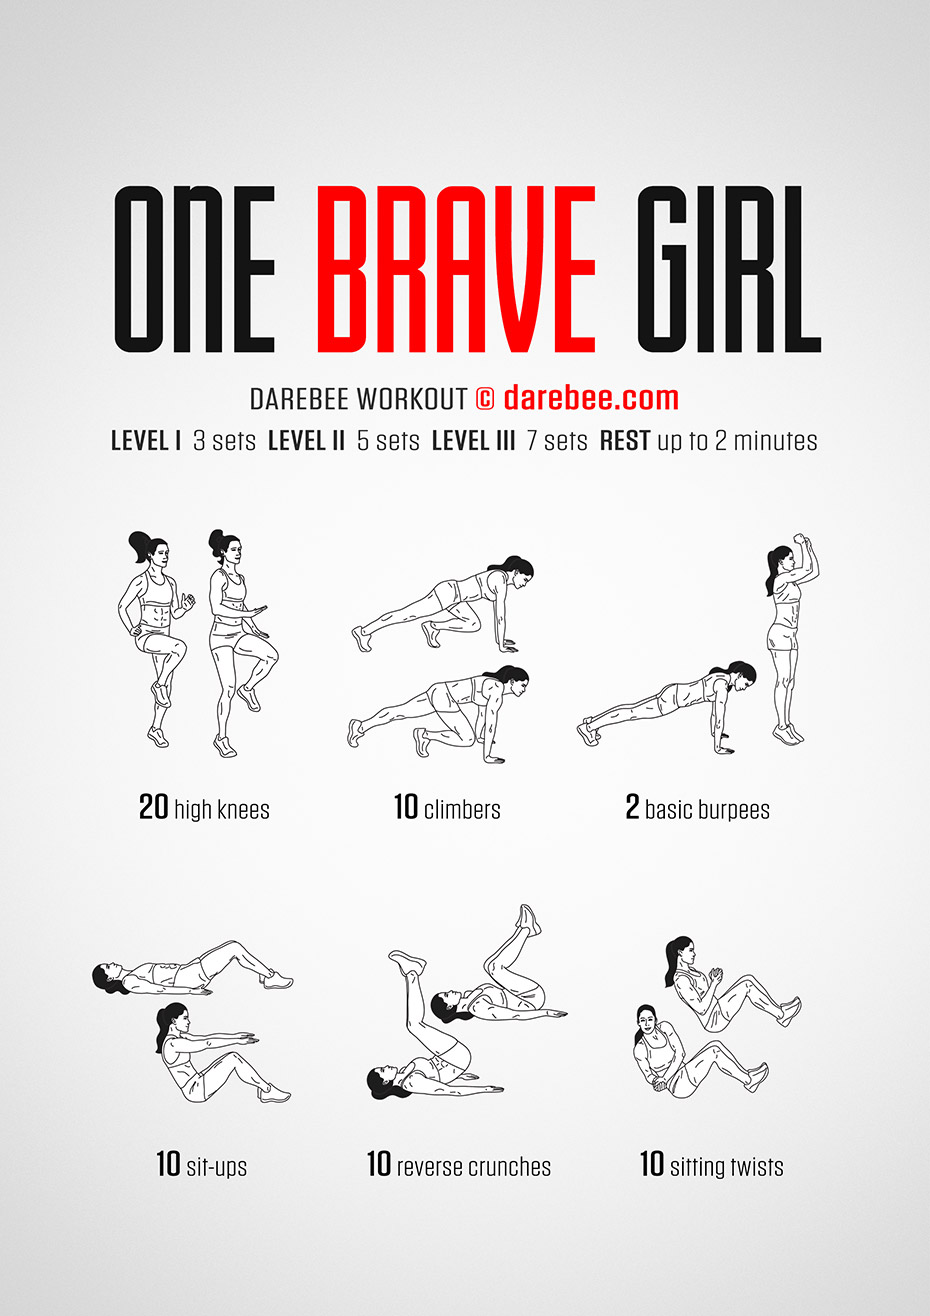 ONE BRAVE GIRL
DAREBEE WORKOUT © darebee.com
LEVEL I 3 sets LEVEL II 5 sets LEVEL III 7 sets REST up to 2 minutes
20 high knees
10 climbers
2 basic burpees
10 sit-ups
10 reverse crunches
10 sitting twists